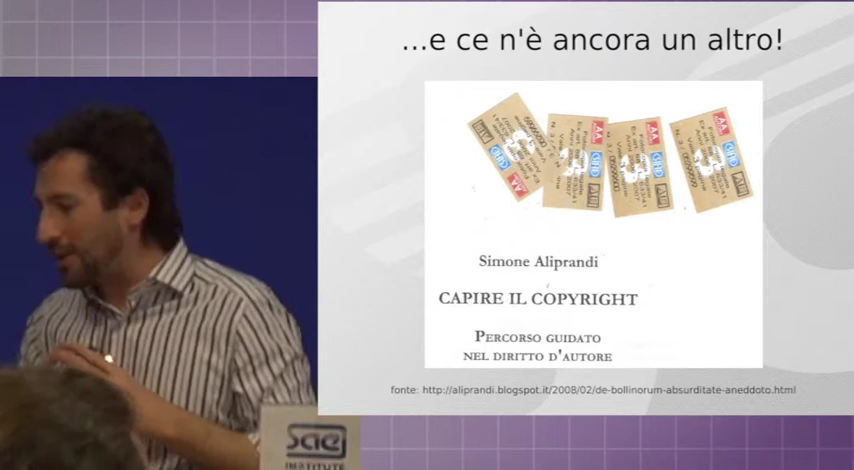 ...e ce n'è ancora un altro!
Simone Aliprandi
CAPIRE IL COPYRIGHT
PERCORSO GUIDATO
NEL DIRITTO D'AUTORE
fonte: http://aliprandi.blogspot.it/2008/02/de-bollinorum-absurditate-aneddoto.html
sae
INSTITUTE